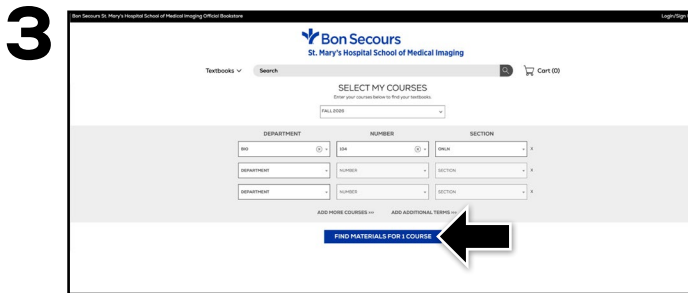 3
Bon Secours St. Mary's Hospital School of Medical Imaging Official Bookstore Login/Sign
Bon Secours
St. Mary's Hospital School of Medical Imaging
Textbooks Search Cart (0)
SELECT MY COURSES
Enter your courses below to find your textbooks.
FALL 2020
DEPARTMENT NUMBER SECTION
BIO 154 ONLN X
DEPARTMENT NUMBER SECTION X
DEPARTMENT NUMBER SECTION X
ADD MORE COURSES ADD ADDITIONAL TERMS
FIND MATERIALS FOR 1 COURSE